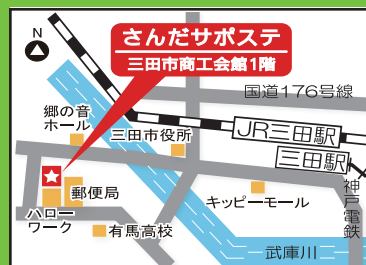 N
さんだサポステ
三田市商工会館1階
国道176号線
郷の音
ホール
三田市役所
JR三田駅
三田駅
神戸電鉄
郵便局
キッピーモール
ハロー
ワーク
有馬高校
武庫川